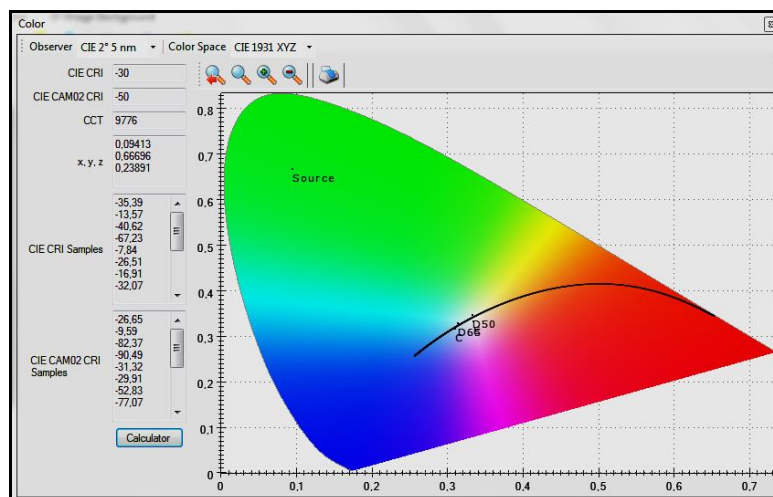 Color
Observer CIE 2° 5 nm Color Space CIE 1931 XYZ
CIE CRI -30
CIE CAM02 CRI -50
CCT 9776
x, y, z
0,09413
0,66696
0,23891
CIE CRI Samples
-35,39
-13,57
-40,62
-67,23
-7,84
-26,51
-16,91
-32,07
CIE CAM02 CRI
Samples
-26,65
-9,59
-82,37
-90,49
-31,32
-29,91
-52,83
-77,07
Calculator
0,8
0,7
0,6
0,5
0,4
0,3
0,2
0,1
0
Source
D50
D65
E
C
0 0,1 0,2 0,3 0,4 0,5 0,6 0,7